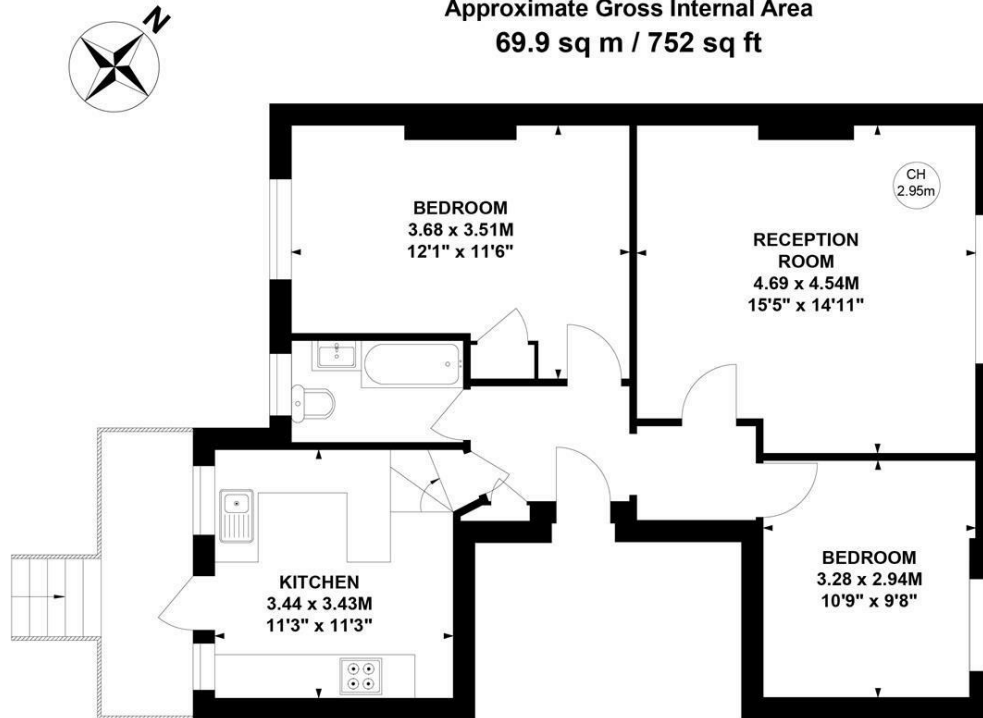 Approximate Gross Internal Area
69.9 sq m / 752 sq ft
N
BEDROOM
3.68 x 3.51M
12'1" x 11'6"
CH
2.95m
RECEPTION
ROOM
4.69 x 4.54M
15'5" x 14'11"
KITCHEN
3.44 x 3.43M
11'3" x 11'3"
BEDROOM
3.28 x 2.94M
10'9" x 9'8"